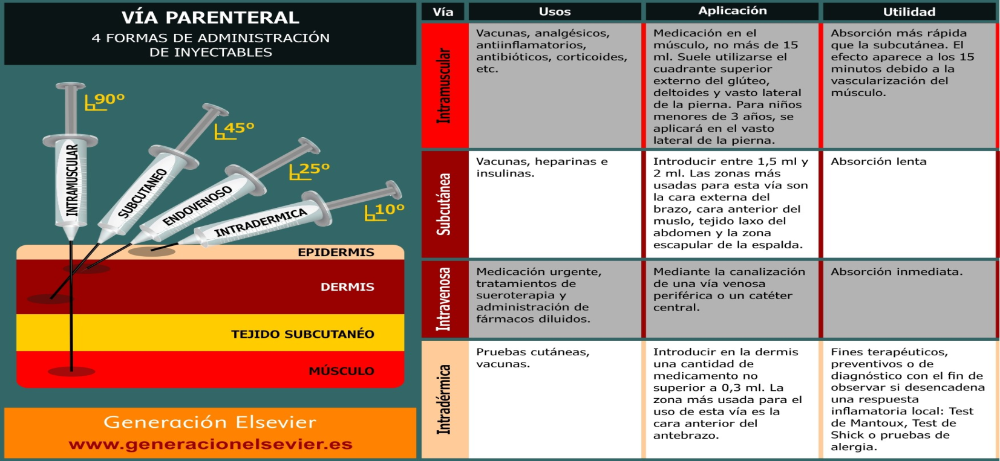 VÍA PARENTERAL
4 FORMAS DE ADMINISTRACIÓN
DE INYECTABLES
90º
45º
25º
10º
INTRAMUSCULAR
SUBCUTANEO
ENDOVENOSO
INTRADERMICA
EPIDERMIS
DERMIS
TEJIDO SUBCUTANÉO
MÚSCULO
Generación Elsevier
www.generacionelsevier.es
Vía
Usos
Aplicación
Utilidad
Intramuscular
Vacunas, analgésicos,
antiinflamatorios,
antibióticos, corticoides,
etc.
Medicación en el
músculo, no más de 15
ml. Suele utilizarse el
cuadrante superior
externo del glúteo,
deltoides y vasto lateral
de la pierna. Para niños
menores de 3 años, se
aplicará en el vasto
lateral de la pierna.
Absorción más rápida
que la subcutánea. El
efecto aparece a los 15
minutos debido a la
vascularización del
músculo.
Subcutánea
Vacunas, heparinas e
insulinas.
Introducir entre 1,5 ml y
2 ml. Las zonas más
usadas para esta vía son
la cara externa del
brazo, cara anterior del
muslo, tejido laxo del
abdomen y la zona
escapular de la espalda.
Absorción lenta
Intravenosa
Medicación urgente,
tratamientos de
sueroterapia y
administración de
fármacos diluidos.
Mediante la canalización
de una vía venosa
periférica o un catéter
central.
Absorción inmediata.
Intradérmica
Pruebas cutáneas,
vacunas.
Introducir en la dermis
una cantidad de
medicamento no
superior a 0,3 ml. La
zona más usada para el
uso de esta vía es la
cara anterior del
antebrazo.
Fines terapéuticos,
preventivos o de
diagnóstico con el fin de
observar si desencadena
una respuesta
inflamatoria local: Test
de Mantoux, Test de
Shick o pruebas de
alergia.